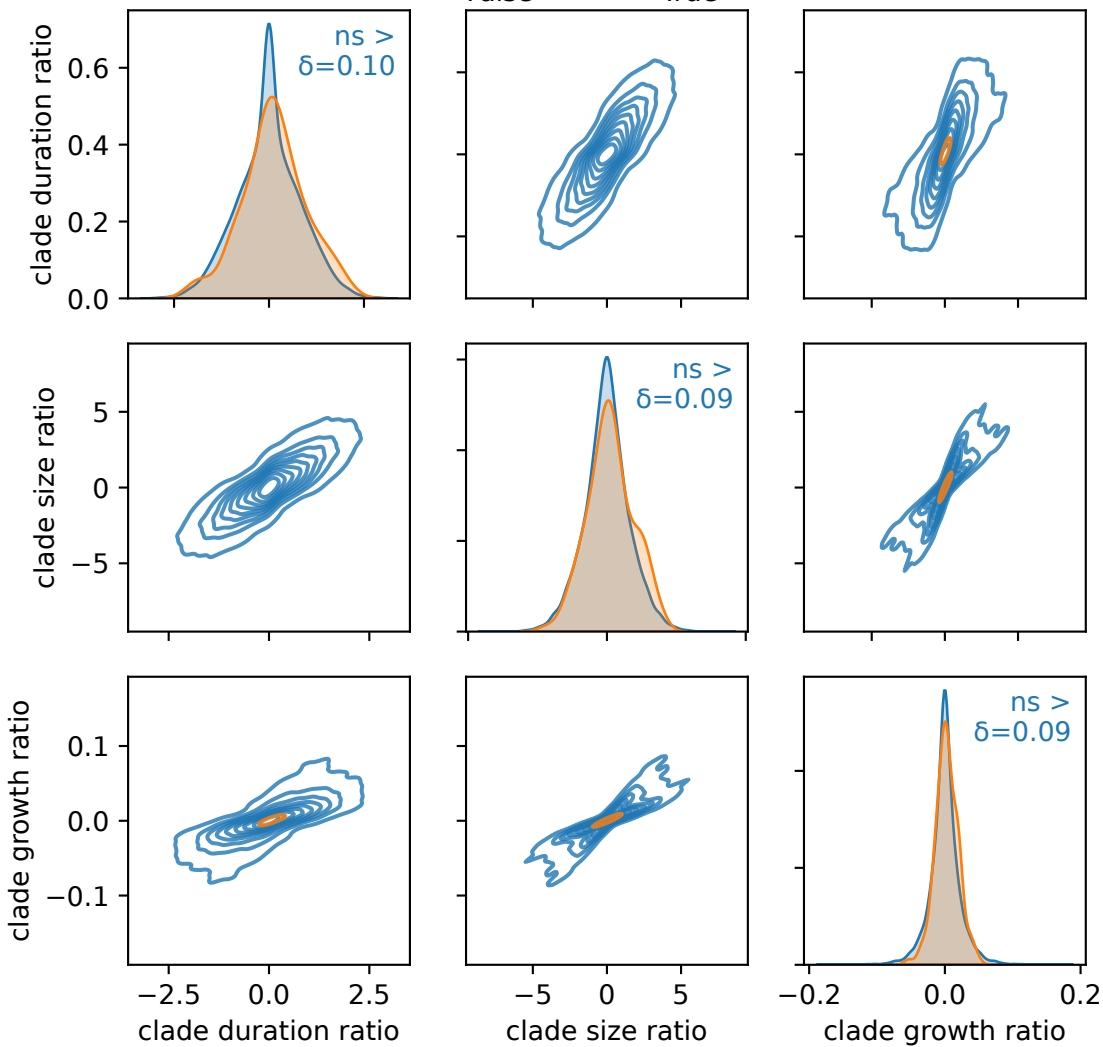 clade duration ratio
0.6
0.4
0.2
0.0
ns >
δ=0.10
clade size ratio
5
0
−5
ns >
δ=0.09
clade growth ratio
0.1
0.0
−0.1
ns >
δ=0.09
−2.5 0.0 2.5
−5 0 5
−0.2 0.0 0.2
clade duration ratio
clade size ratio
clade growth ratio